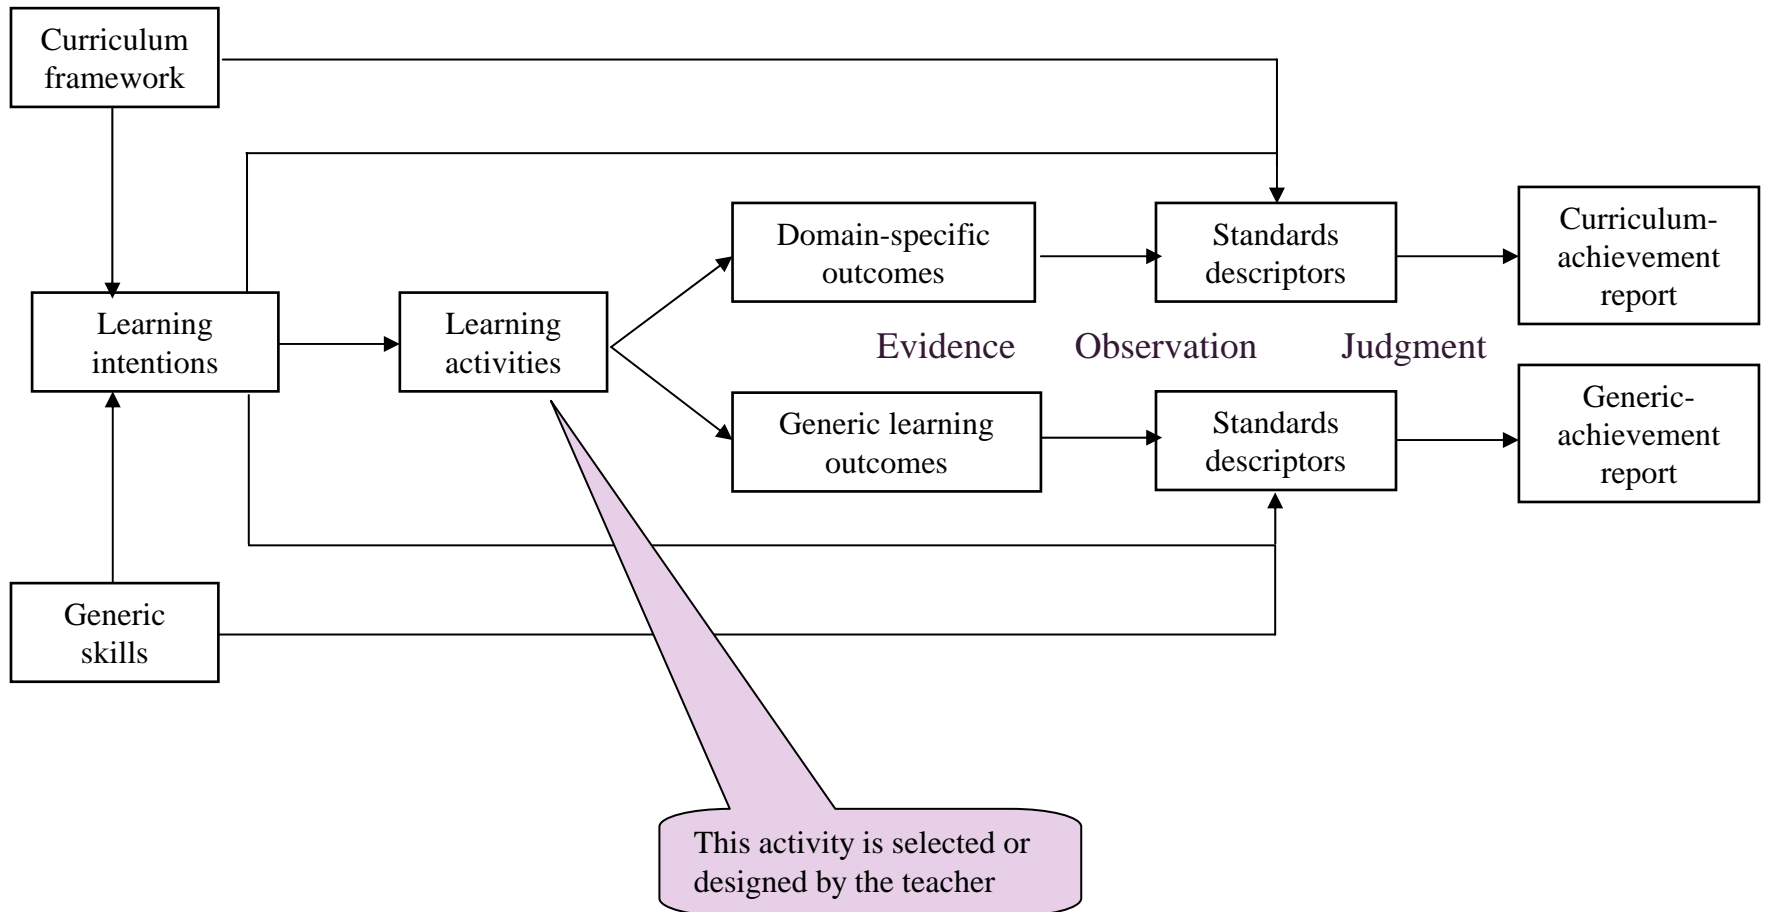 Curriculum
framework
Learning
intentions
Generic
skills
Learning
activities
Domain-specific
outcomes
Generic learning
outcomes
Evidence
Observation
Judgment
Standards
descriptors
Standards
descriptors
Curriculum-
achievement
report
Generic-
achievement
report
This activity is selected or
designed by the teacher